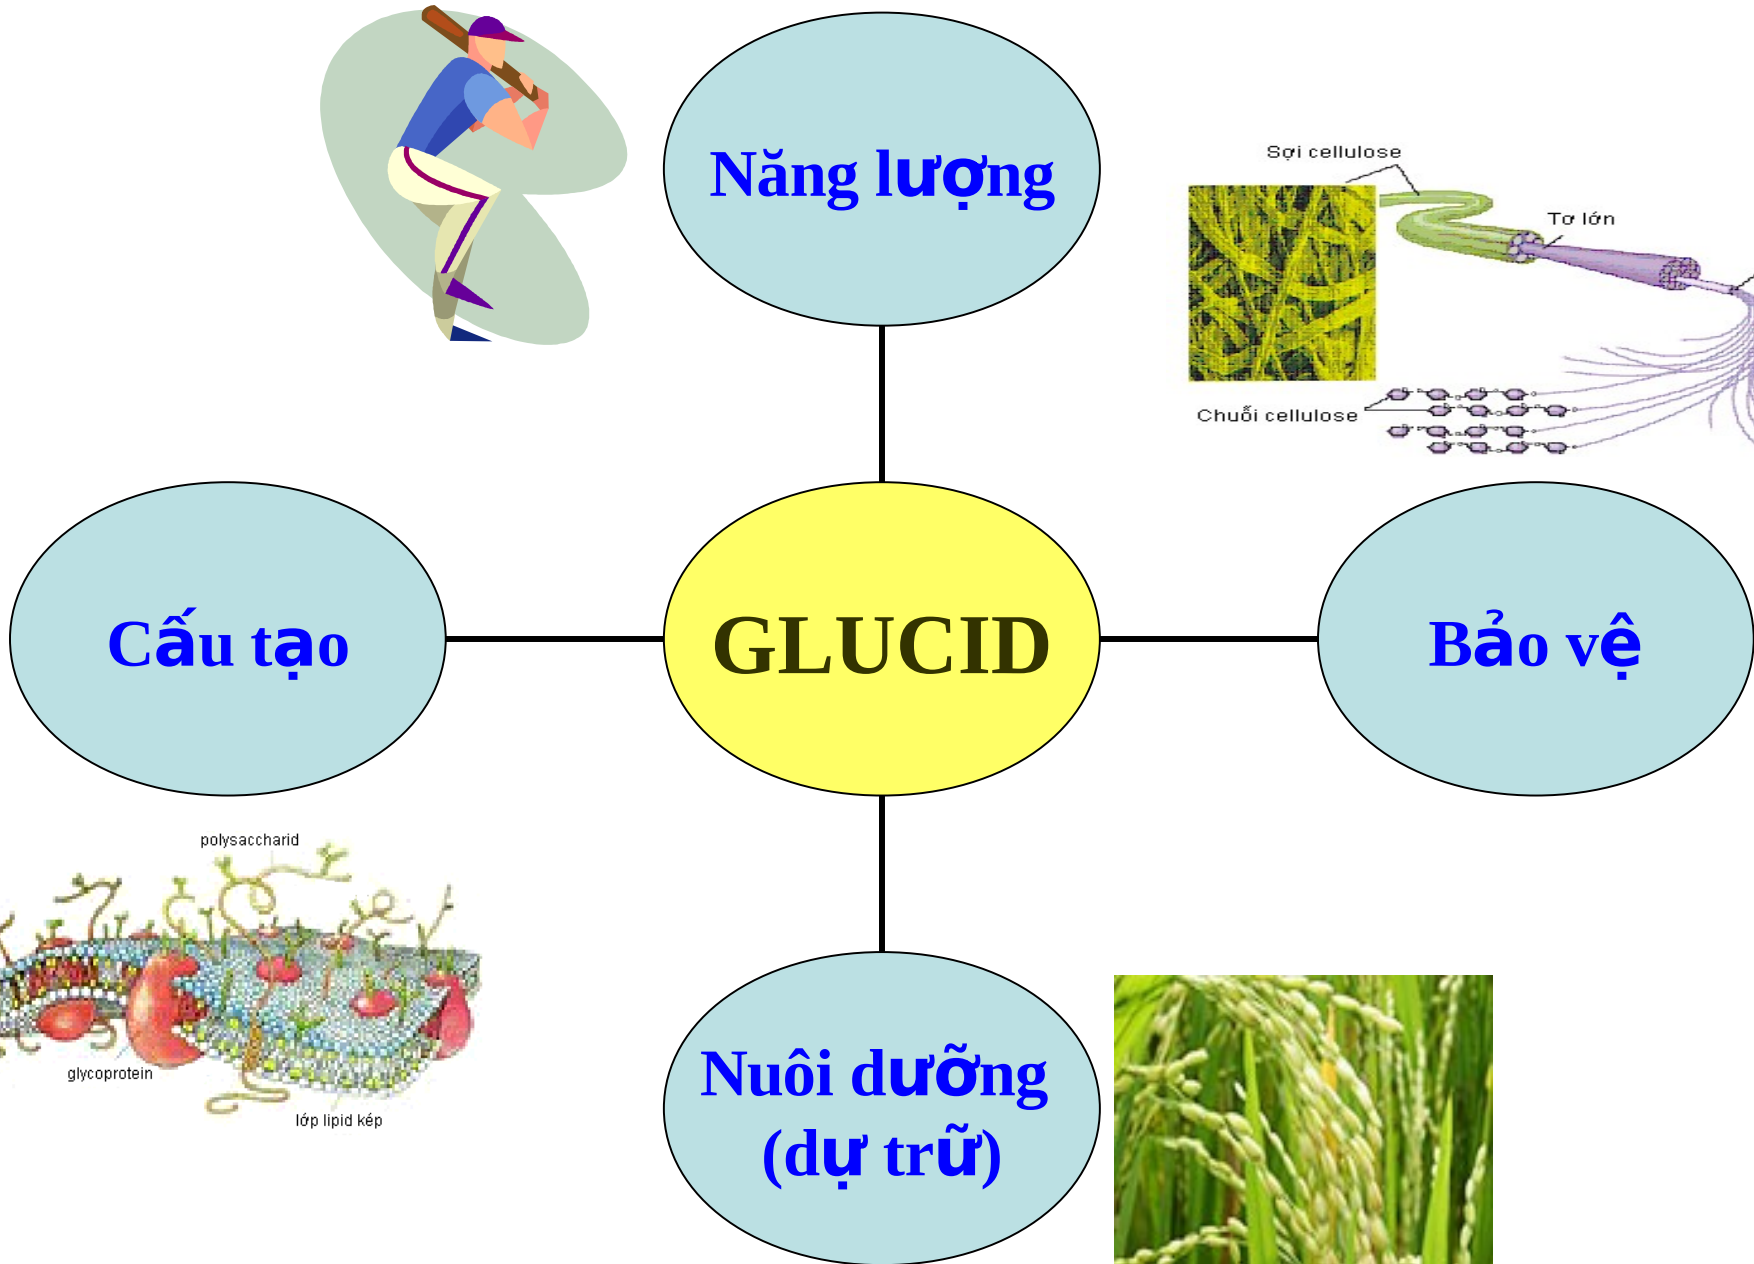 Năng lượng
Sợi cellulose
Tơ lớn
Chuỗi cellulose
Cấu tạo
GLUCID
Bảo vệ
polysaccharid
glycoprotein
lớp lipid kép
Nuôi dưỡng
(dự trữ)